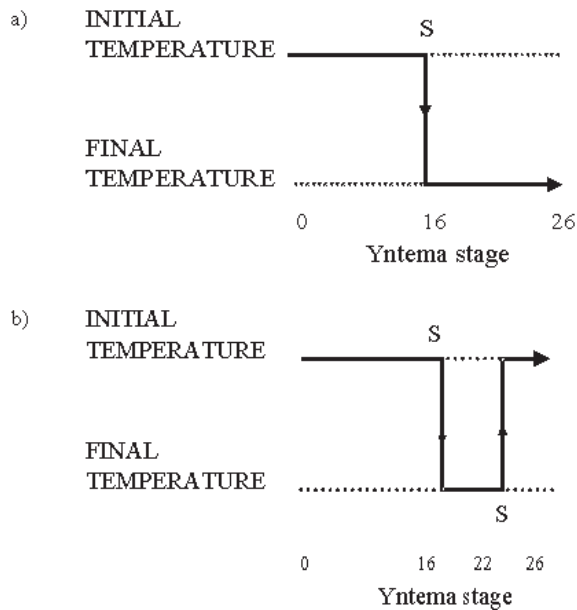 a)
INITIAL
TEMPERATURE
S
FINAL
TEMPERATURE
0 16 26
Yntema stage
b)
INITIAL
TEMPERATURE
S
FINAL
TEMPERATURE
S
0 16 22 26
Yntema stage